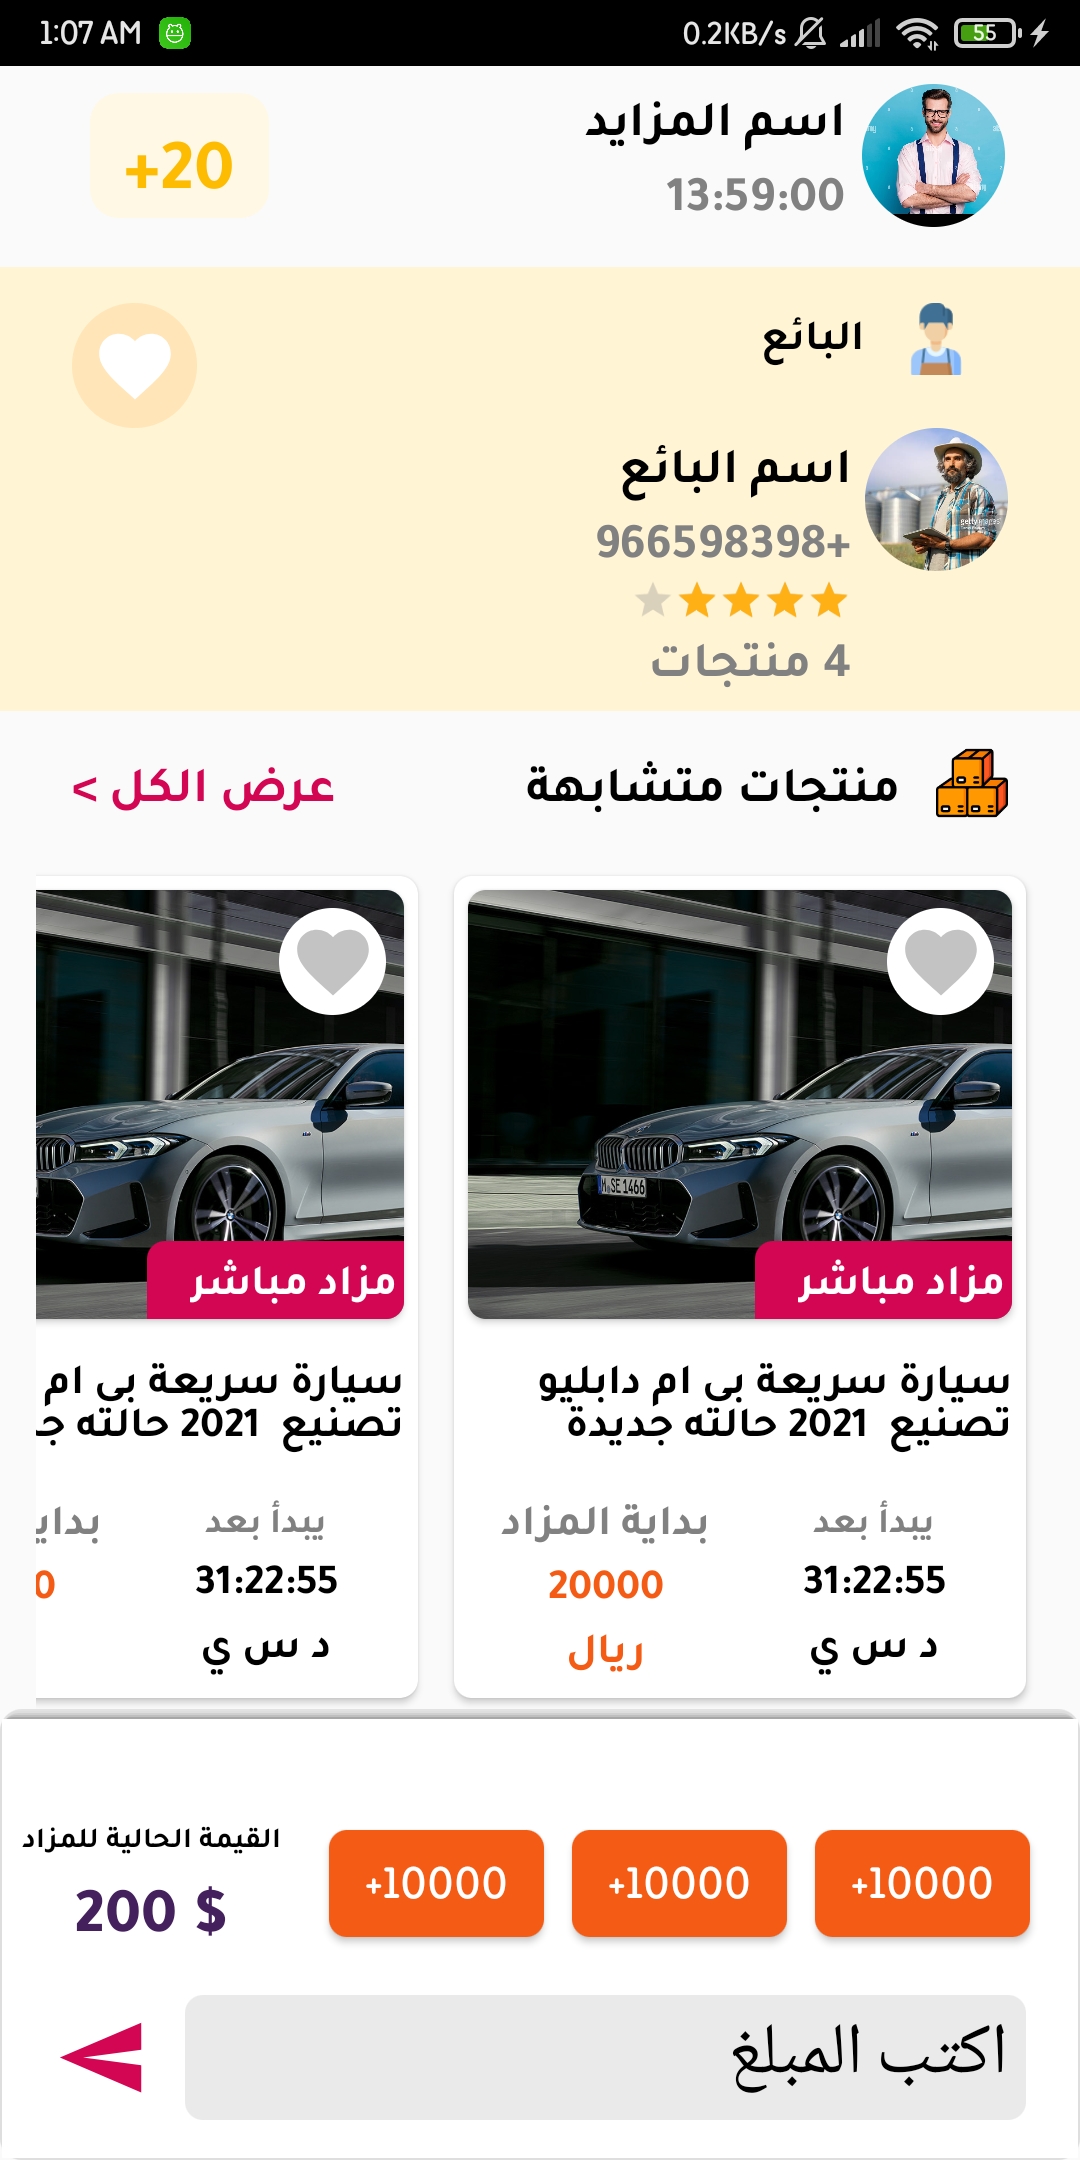 1:07 AM
0.2KB/s
55
اسم المزايد
13:59:00
+20
البائع
اسم البائع
966598398+
4 منتجات
منتجات متشابهة
عرض الكل >
M SE 1466
مزاد مباشر
سيارة سريعة بي ام دابليو
تصنيع 2021 حالته جديدة
يبدأ بعد
بداية المزاد
31:22:55
20000
د س ي
ريال
مزاد مباشر
سيارة سريعة بي ام
تصنيع 2021 حالته ج
يبدأ بعد
بداي
31:22:55
0
د س ي
+10000
+10000
+10000
القيمة الحالية للمزاد
200 $
اكتب المبلغ